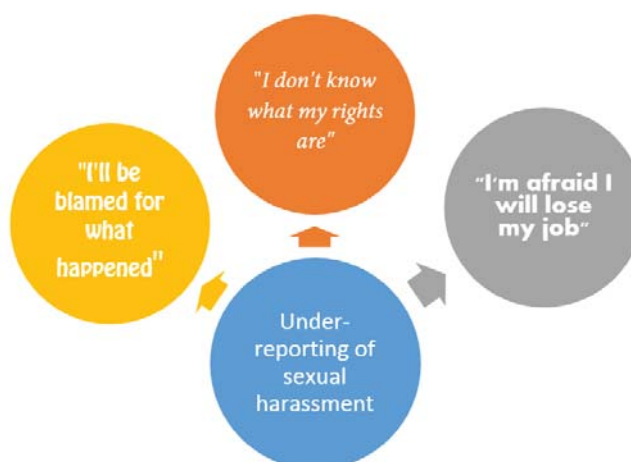 "I don't know
what my rights
are"
"I'll be
blamed for
what
happened"
"I'm afraid I
will lose
my job"
Under-
reporting of
sexual
harassment